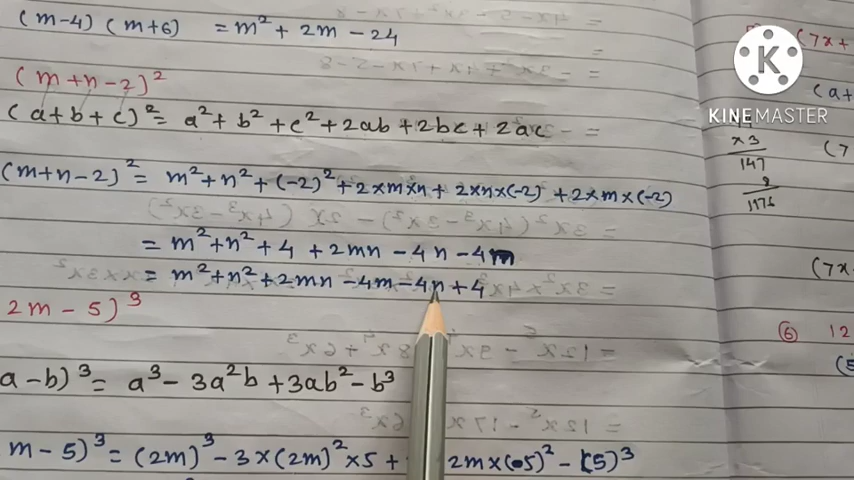 (m-4) (m+6) = m² + 2m - 24
(m+n-2)²
(a+b+c)² = a² + b² + c² + 2ab + 2bc + 2ac
(m+n-2)² = m² + n² + (-2)² + 2×m×n + 2×n×(-2) + 2×m×(-2)
= m² + n² + 4 + 2mn - 4n - 4m
= m² + n² + 2mn - 4m - 4n + 4
2m - 5)³
a - b)³ = a³ - 3a²b + 3ab² - b³
m - 5)³ = (2m)³ - 3×(2m)²×5 + 2m×(5)² - (5)³
(7x+
KINEMASTER
(a+
×3
147
(7
1176
(7x
⑥ 12
(5